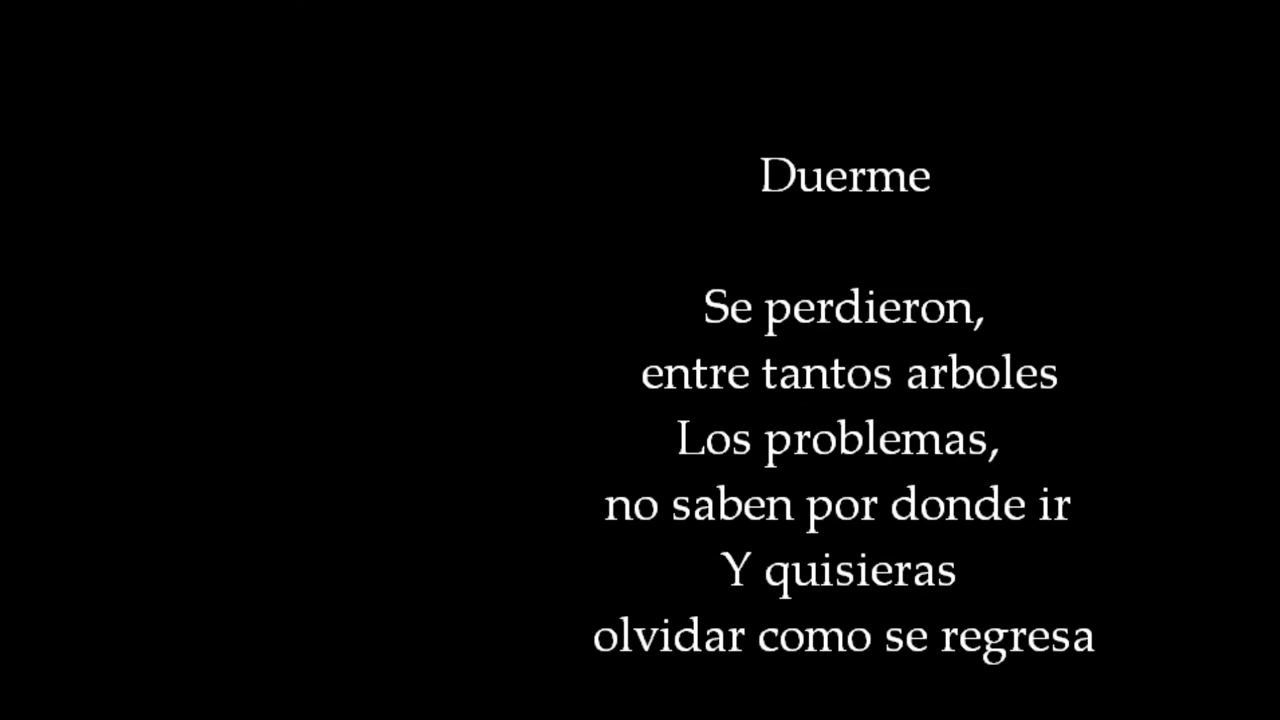 Duerme
Se perdieron,
entre tantos arboles
Los problemas,
no saben por donde ir
Y quisieras
olvidar como se regresa